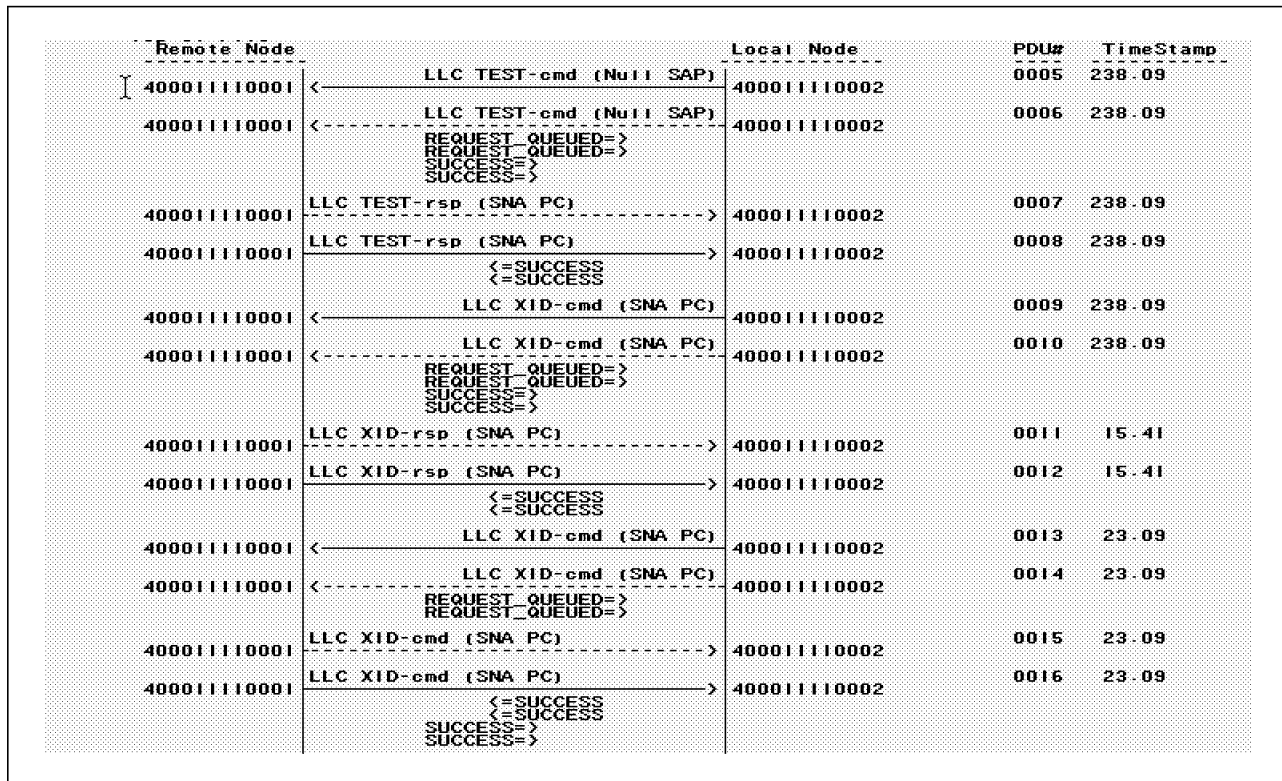 Remote Node Local Node PDU# TimeStamp
LLC TEST-cmd (Null SAP) 0005 238.09
400011110001 400011110002
LLC TEST-cmd (Null SAP) 0006 238.09
400011110001 400011110002
REQUEST_QUEUED=>
REQUEST_QUEUED=>
SUCCESS=>
SUCCESS=>
LLC TEST-rsp (SNA PC) 0007 238.09
400011110001 400011110002
LLC TEST-rsp (SNA PC) 0008 238.09
400011110001 400011110002
<=SUCCESS
<=SUCCESS
LLC XID-cmd (SNA PC) 0009 238.09
400011110001 400011110002
LLC XID-cmd (SNA PC) 0010 238.09
400011110001 400011110002
REQUEST_QUEUED=>
REQUEST_QUEUED=>
SUCCESS=>
SUCCESS=>
LLC XID-rsp (SNA PC) 0011 15.41
400011110001 400011110002
LLC XID-rsp (SNA PC) 0012 15.41
400011110001 400011110002
<=SUCCESS
<=SUCCESS
LLC XID-cmd (SNA PC) 0013 23.09
400011110001 400011110002
LLC XID-cmd (SNA PC) 0014 23.09
400011110001 400011110002
REQUEST_QUEUED=>
REQUEST_QUEUED=>
LLC XID-cmd (SNA PC) 0015 23.09
400011110001 400011110002
LLC XID-cmd (SNA PC) 0016 23.09
400011110001 400011110002
<=SUCCESS
<=SUCCESS
SUCCESS=>
SUCCESS=>